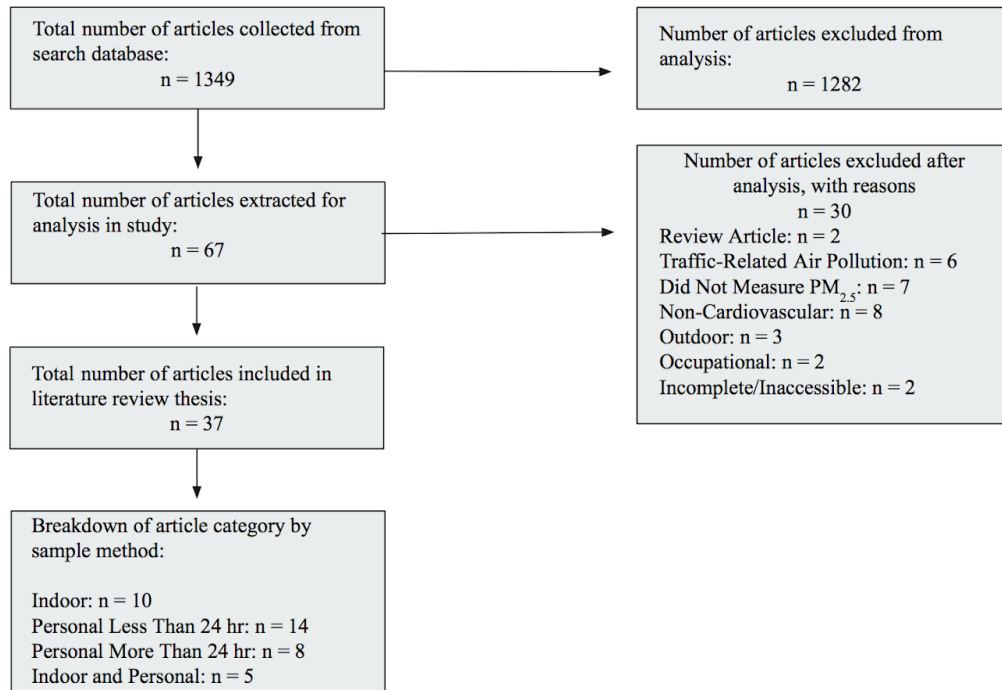 Total number of articles collected from
search database:
n = 1349
Number of articles excluded from
analysis:
n = 1282
Total number of articles extracted for
analysis in study:
n = 67
Number of articles excluded after
analysis, with reasons
n = 30
Review Article: n = 2
Traffic-Related Air Pollution: n = 6
Did Not Measure PM2.5: n = 7
Non-Cardiovascular: n = 8
Outdoor: n = 3
Occupational: n = 2
Incomplete/Inaccessible: n = 2
Total number of articles included in
literature review thesis:
n = 37
Breakdown of article category by
sample method:
Indoor: n = 10
Personal Less Than 24 hr: n = 14
Personal More Than 24 hr: n = 8
Indoor and Personal: n = 5